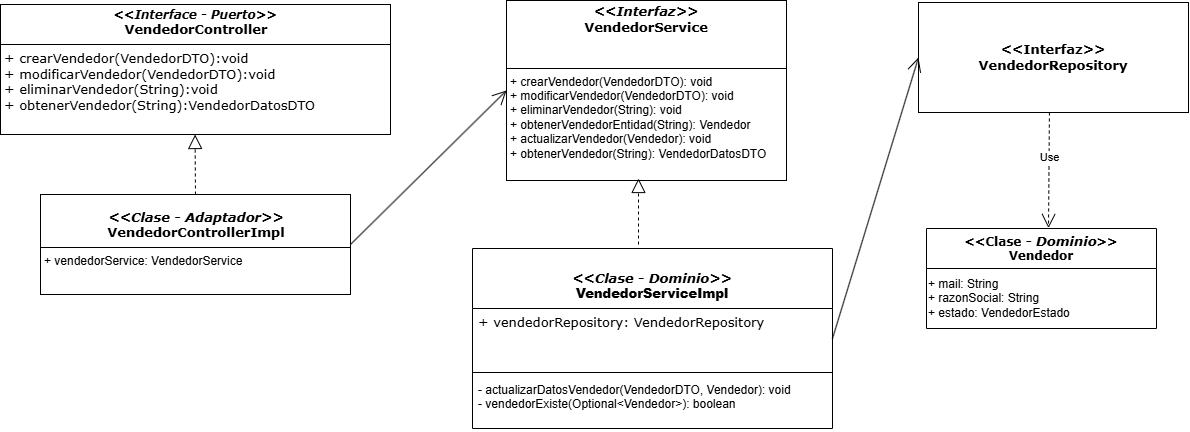 <<Interface - Puerto>>
VendedorController
+ crearVendedor(VendedorDTO):void
+ modificarVendedor(VendedorDTO):void
+ eliminarVendedor(String):void
+ obtenerVendedor(String):VendedorDatosDTO
<<Clase - Adaptador>>
VendedorControllerImpl
+ vendedorService: VendedorService
<<Interfaz>>
VendedorService
+ crearVendedor(VendedorDTO): void
+ modificarVendedor(VendedorDTO): void
+ eliminarVendedor(String): void
+ obtenerVendedorEntidad(String): Vendedor
+ actualizarVendedor(Vendedor): void
+ obtenerVendedor(String): VendedorDatosDTO
<<Clase - Dominio>>
VendedorServiceImpl
+ vendedorRepository: VendedorRepository
- actualizarDatosVendedor(VendedorDTO, Vendedor): void
- vendedorExiste(Optional<Vendedor>): boolean
<<Interfaz>>
VendedorRepository
Use
<<Clase - Dominio>>
Vendedor
+ mail: String
+ razonSocial: String
+ estado: VendedorEstado